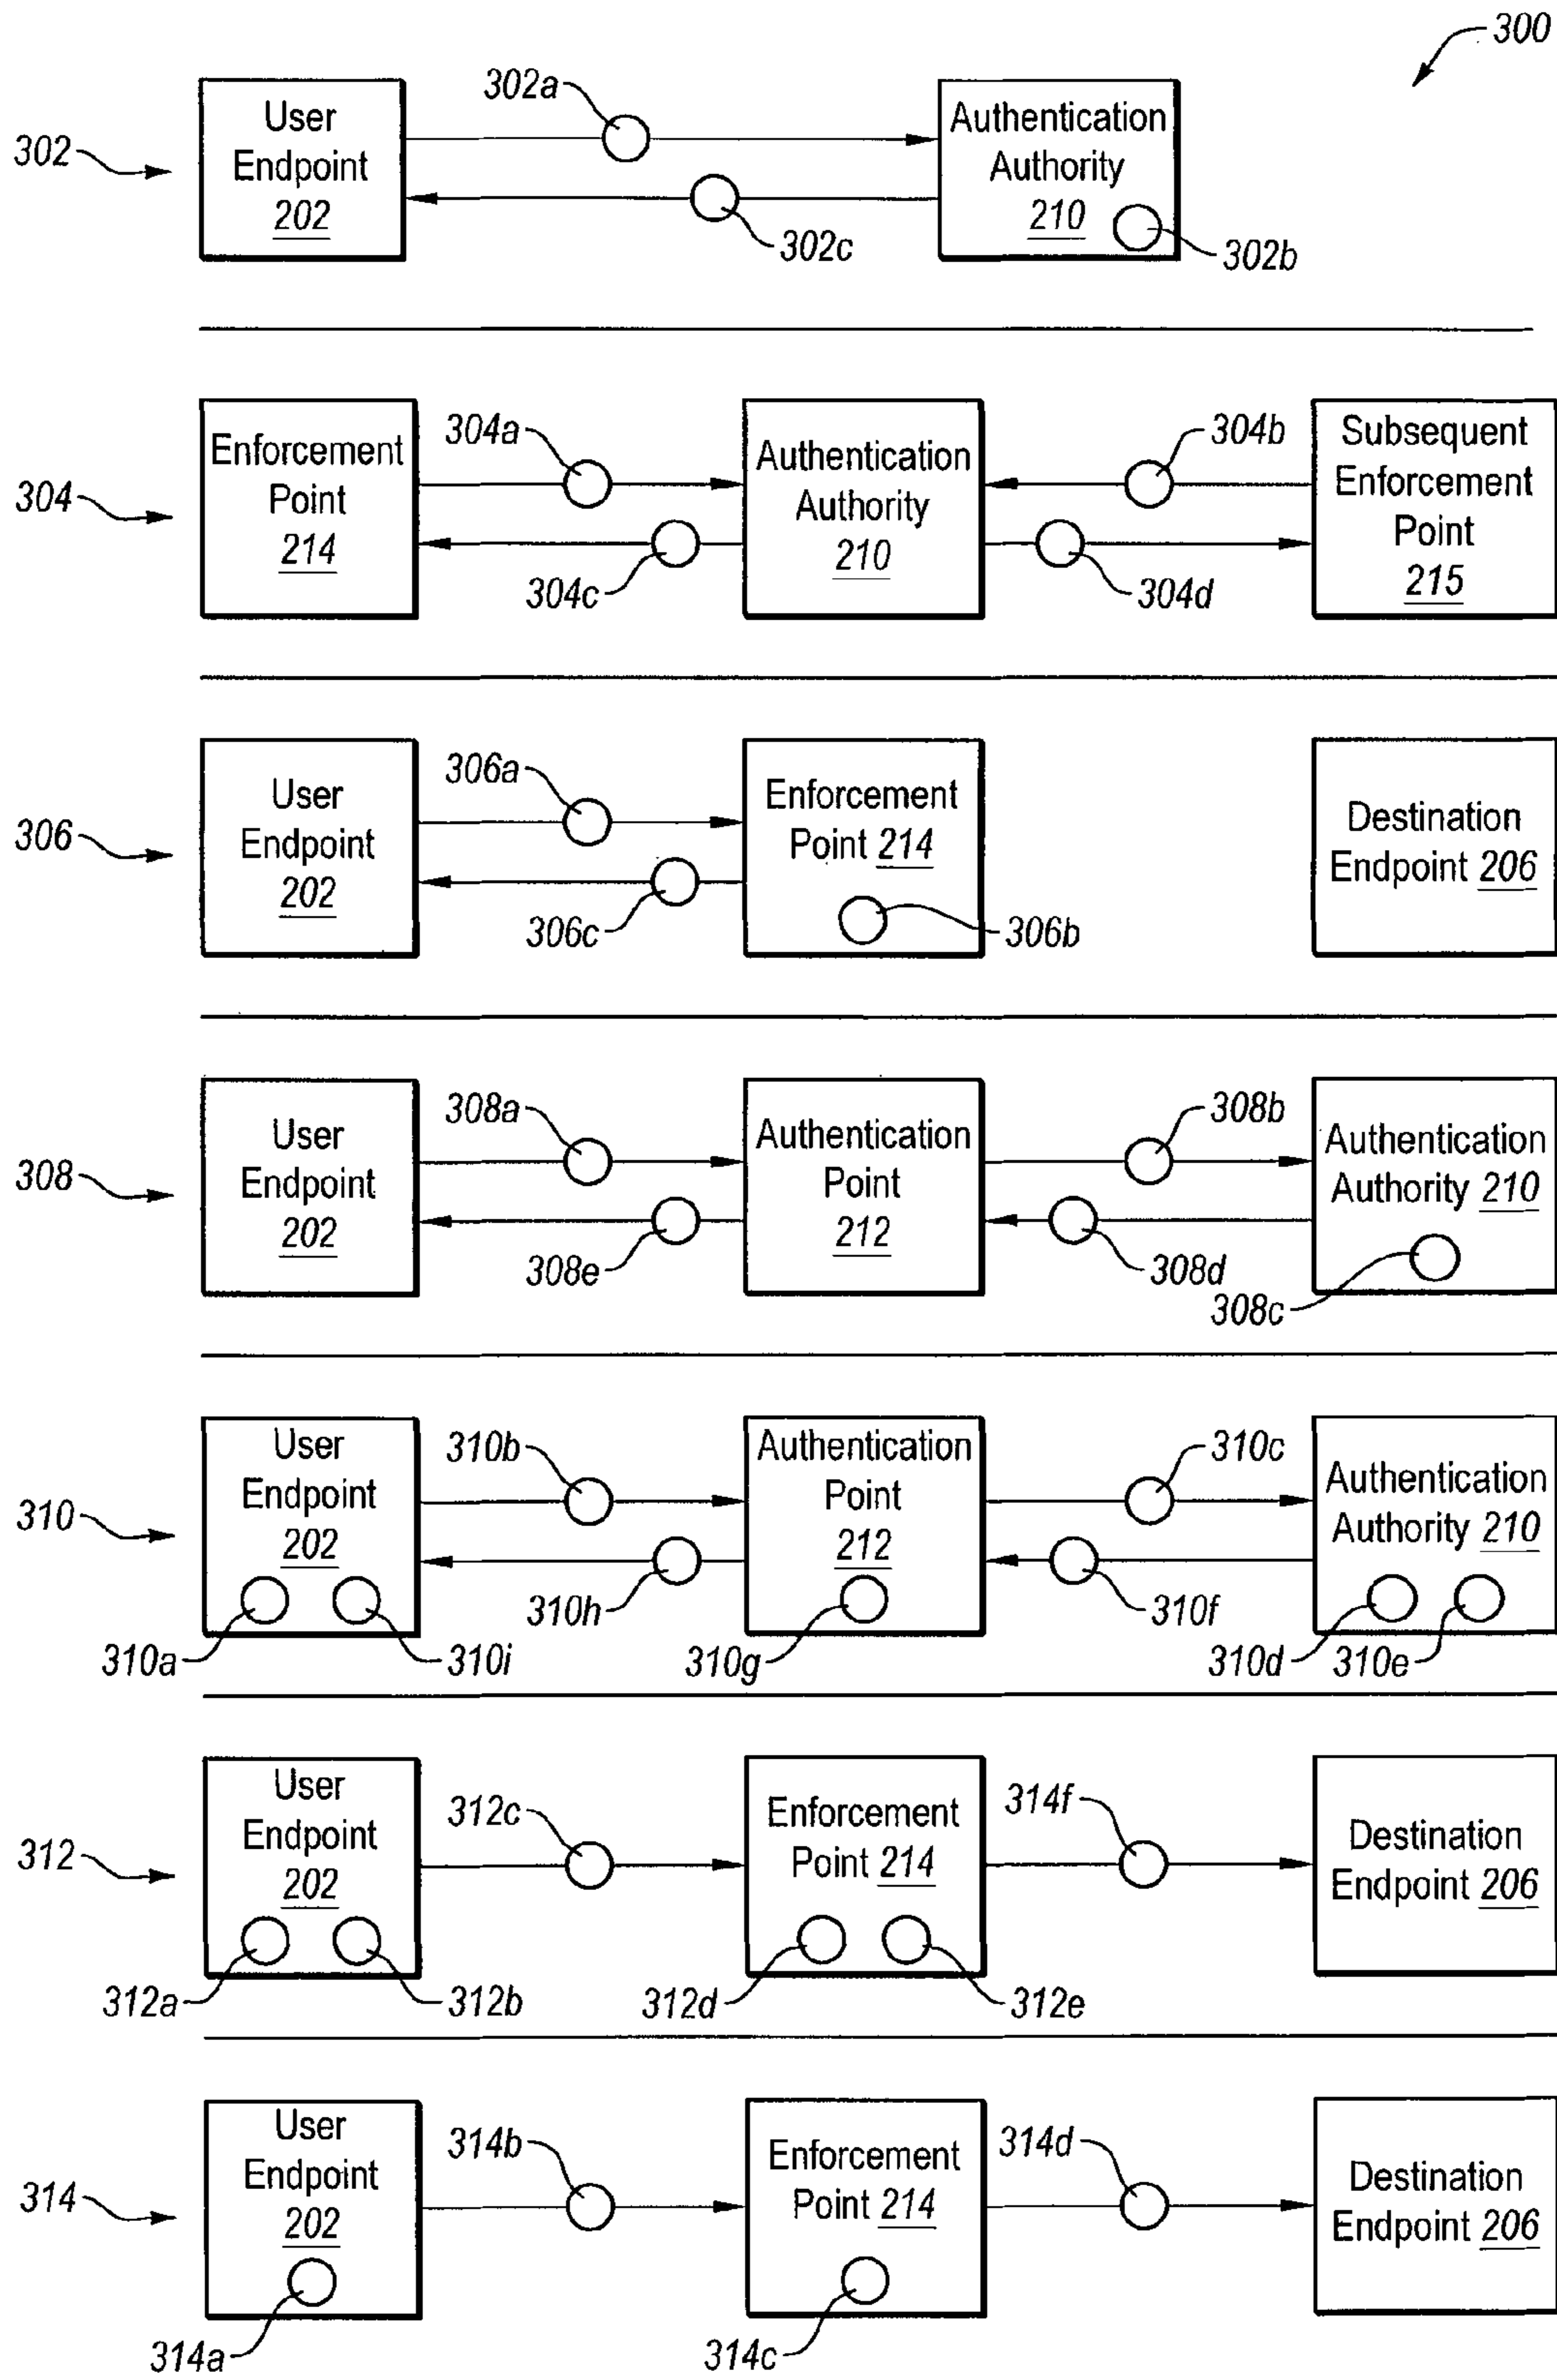 300
302
User
Endpoint
202
302a
302c
Authentication
Authority
210
302b
304
Enforcement
Point
214
304a
304c
Authentication
Authority
210
304b
304d
Subsequent
Enforcement
Point
215
306
User
Endpoint
202
306a
306c
Enforcement
Point 214
306b
Destination
Endpoint 206
308
User
Endpoint
202
308a
308e
Authentication
Point
212
308b
308d
Authentication
Authority 210
308c
310
User
Endpoint
202
310a
310i
310b
310h
Authentication
Point
212
310g
310c
310f
Authentication
Authority 210
310d
310e
312
User
Endpoint
202
312a
312b
312c
Enforcement
Point 214
312d
312e
314f
Destination
Endpoint 206
314
User
Endpoint
202
314a
314b
Enforcement
Point 214
314c
314d
Destination
Endpoint 206